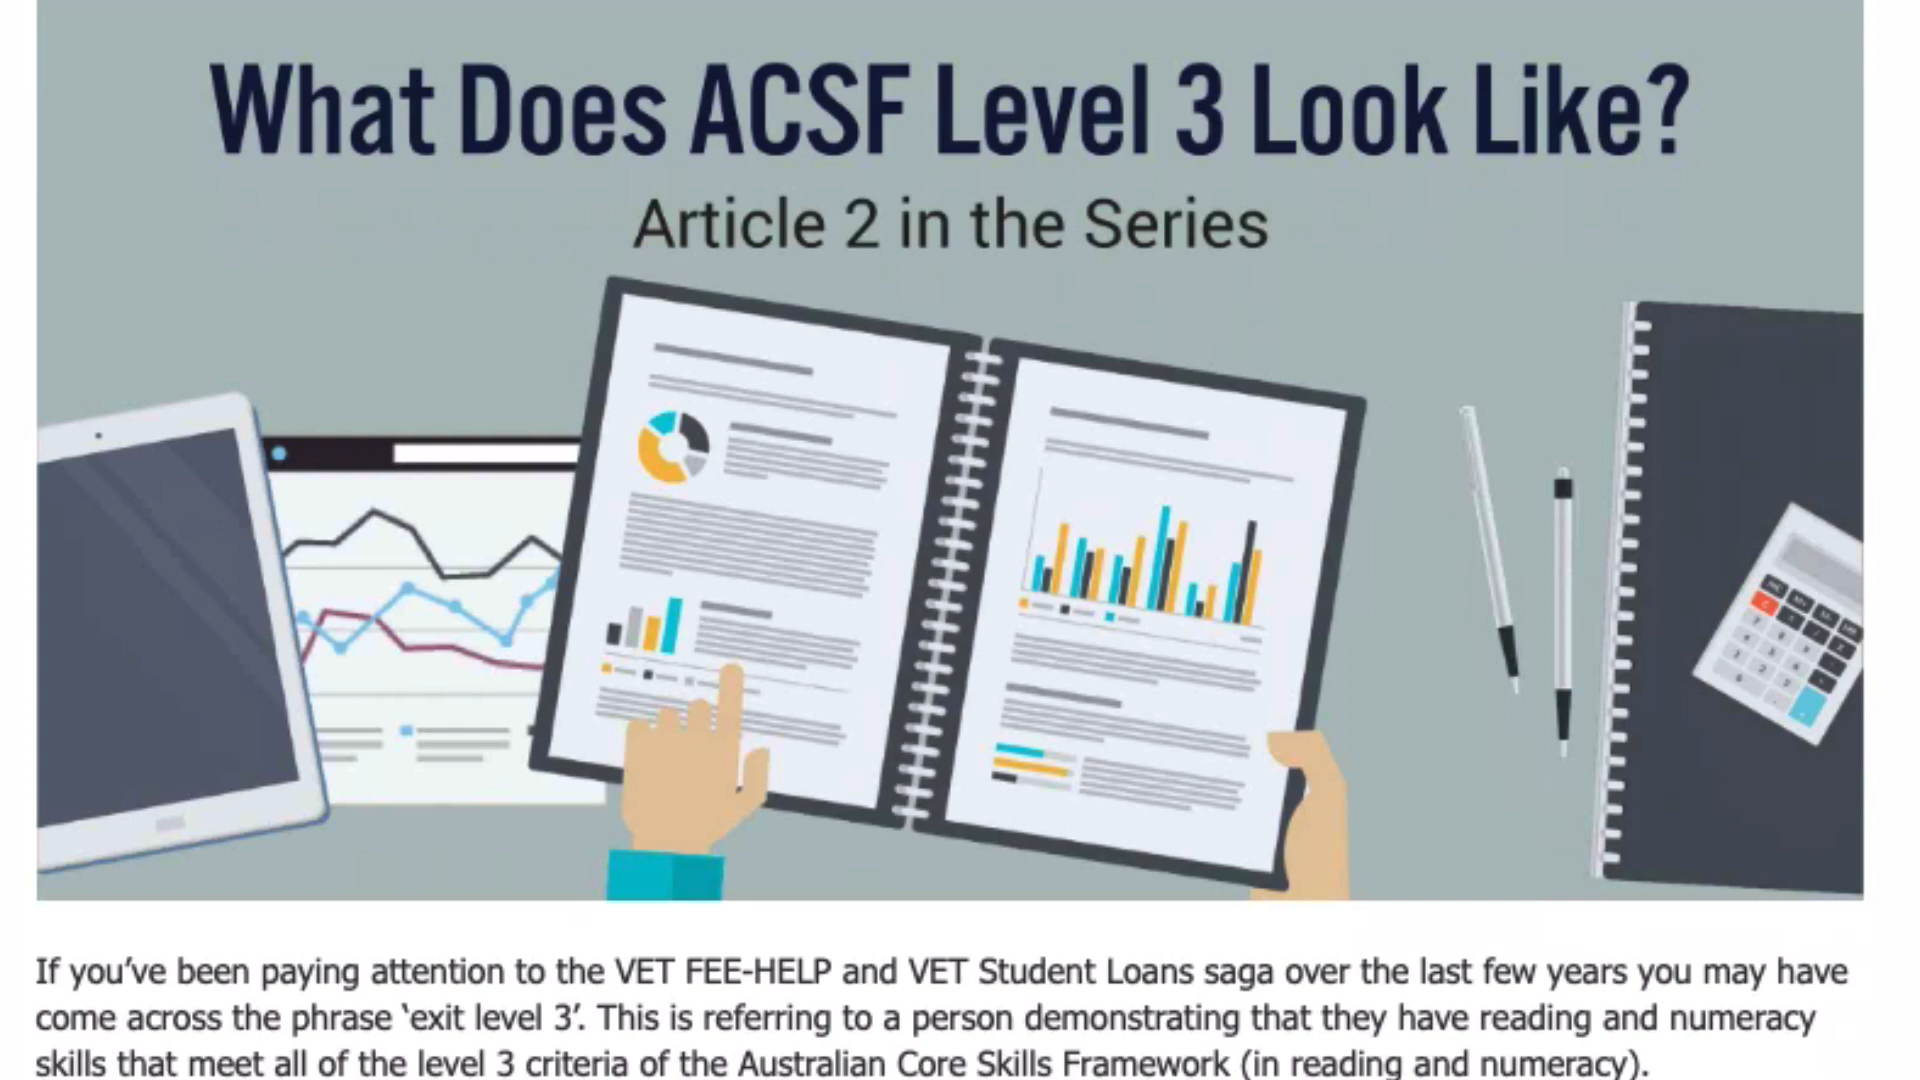 What Does ACSF Level 3 Look Like?
Article 2 in the Series
If you’ve been paying attention to the VET FEE-HELP and VET Student Loans saga over the last few years you may have
come across the phrase ‘exit level 3’. This is referring to a person demonstrating that they have reading and numeracy
skills that meet all of the level 3 criteria of the Australian Core Skills Framework (in reading and numeracy).